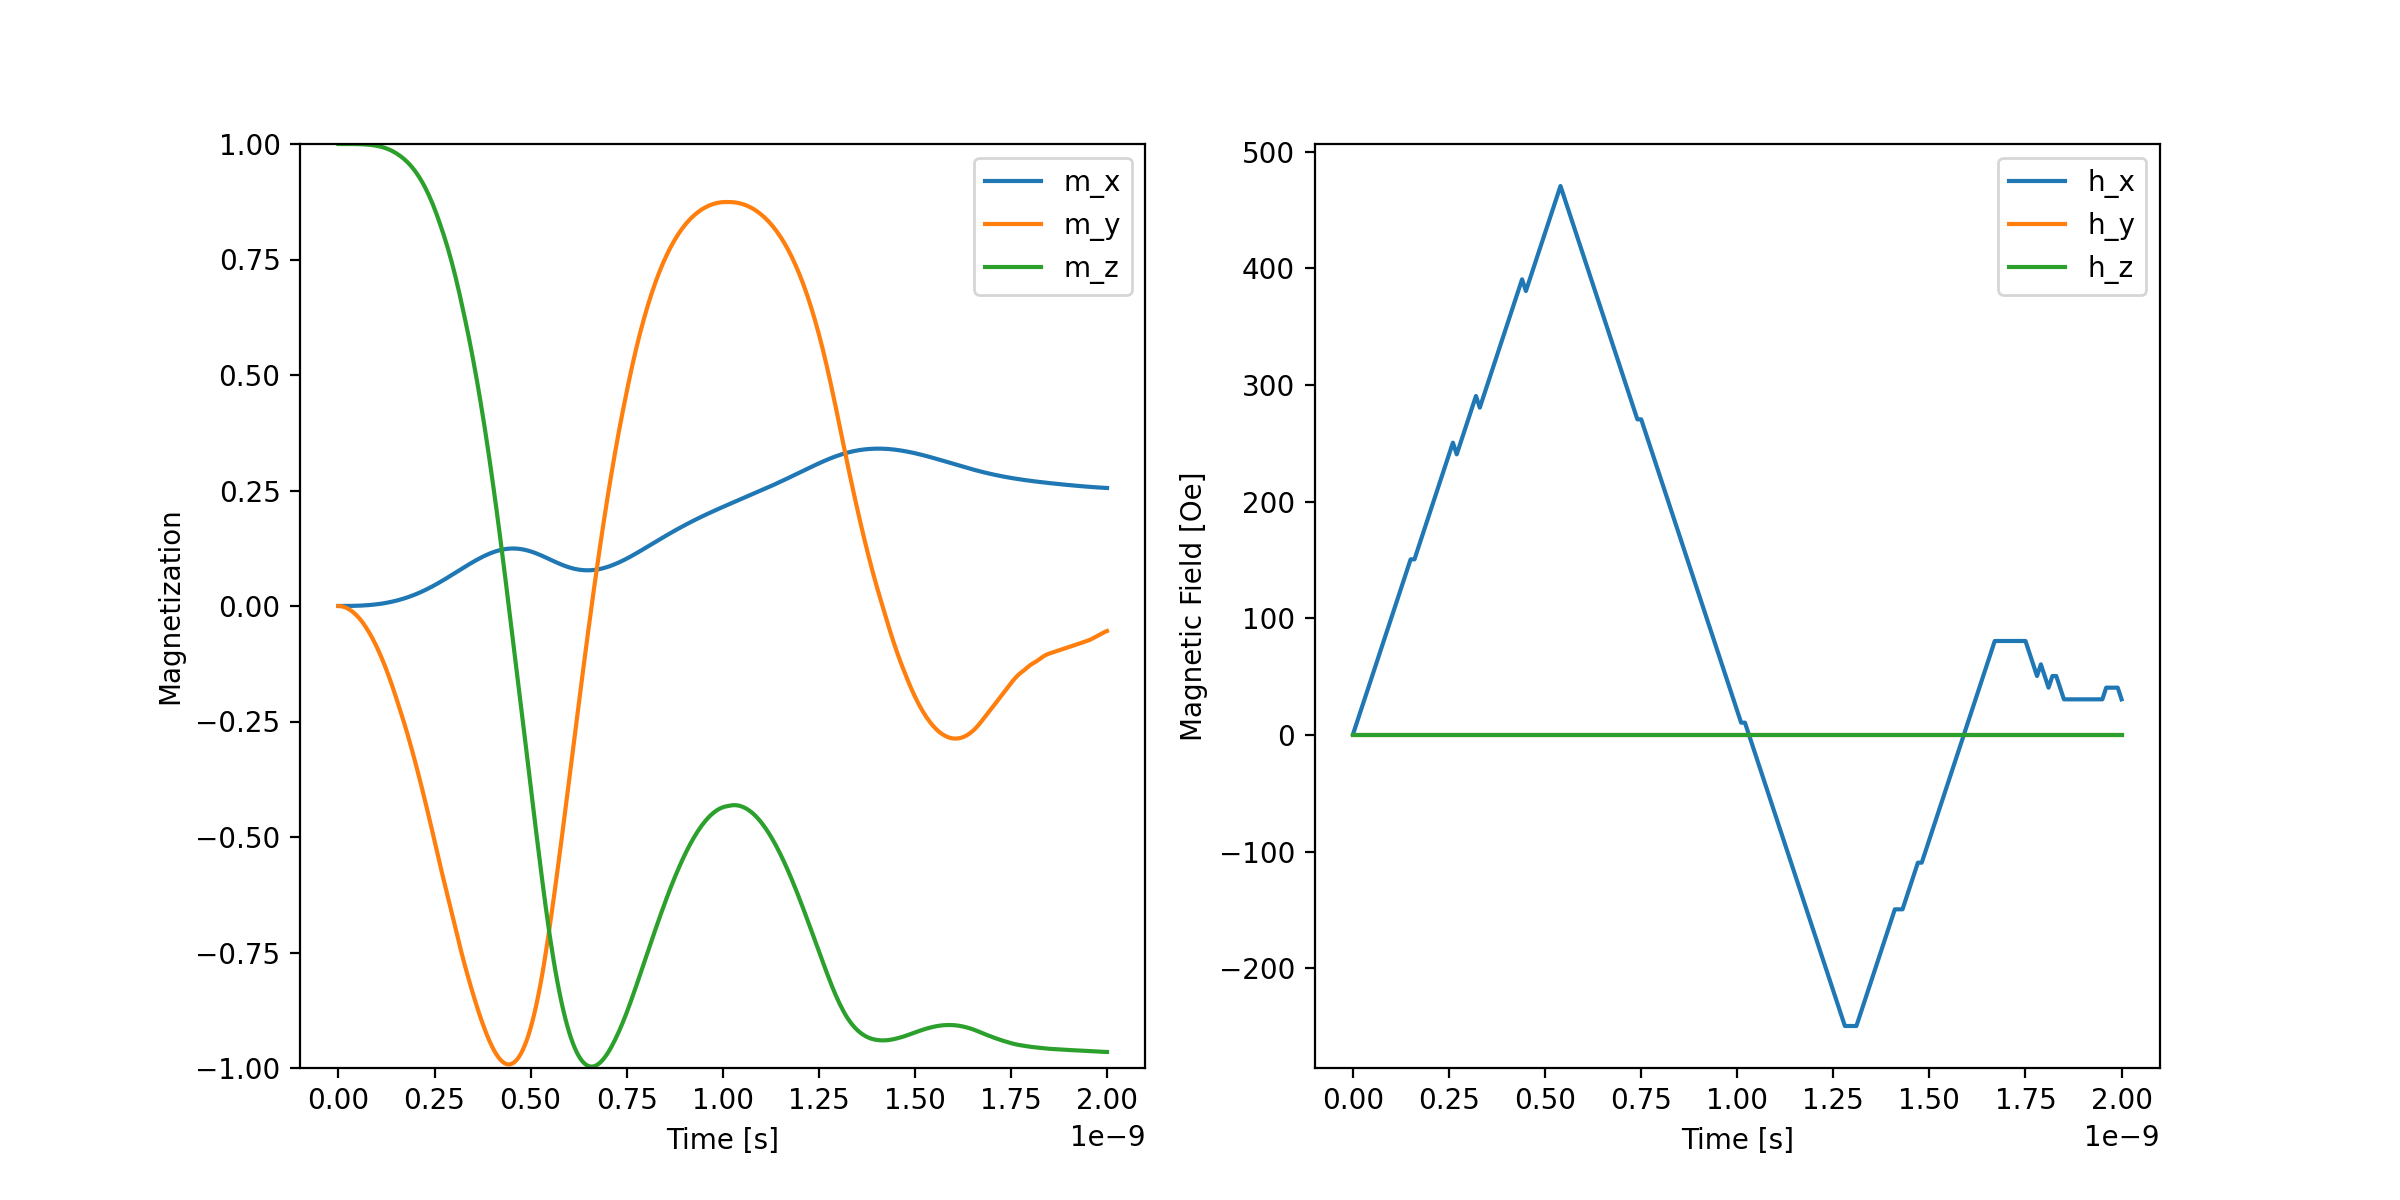 1.00
0.75
0.50
0.25
0.00
−0.25
−0.50
−0.75
−1.00
Magnetization
m_x
m_y
m_z
0.00 0.25 0.50 0.75 1.00 1.25 1.50 1.75 2.00
Time [s]
1e−9
500
400
300
200
100
0
−100
−200
Magnetic Field [Oe]
h_x
h_y
h_z
0.00 0.25 0.50 0.75 1.00 1.25 1.50 1.75 2.00
Time [s]
1e−9